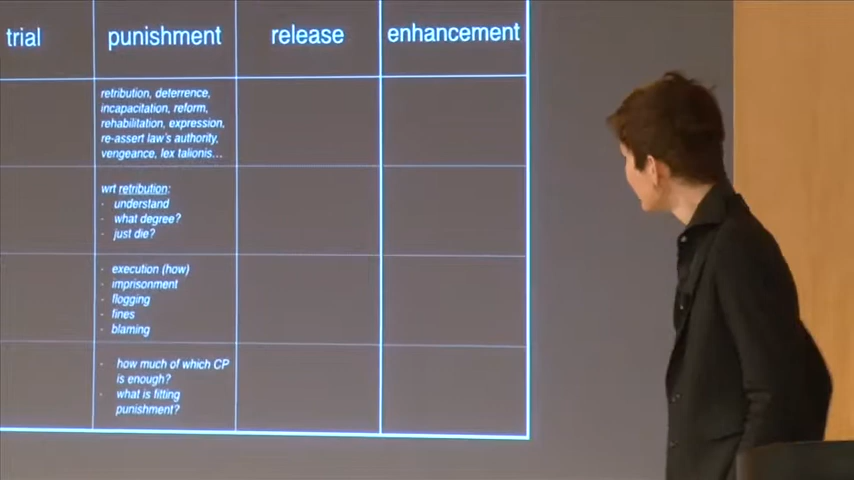 trial
punishment
release
enhancement
retribution, deterrence,
incapacitation, reform,
rehabilitation, expression,
re-assert law's authority,
vengeance, lex talionis...
wrt retribution:
- understand
- what degree?
- just die?
- execution (how)
- imprisonment
- flogging
- fines
- blaming
- how much of which CP
is enough?
- what is fitting
punishment?